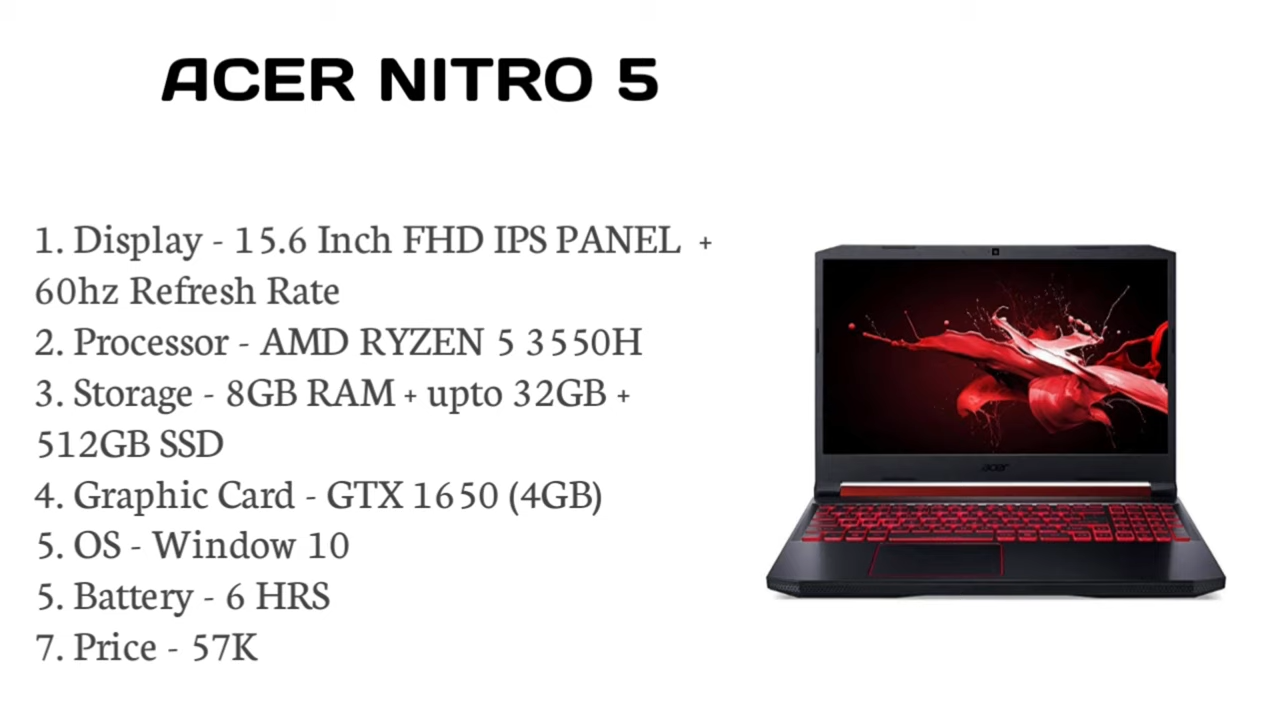 ACER NITRO 5
1. Display - 15.6 Inch FHD IPS PANEL +
60hz Refresh Rate
2. Processor - AMD RYZEN 5 3550H
3. Storage - 8GB RAM + upto 32GB +
512GB SSD
4. Graphic Card - GTX 1650 (4GB)
5. OS - Window 10
5. Battery - 6 HRS
7. Price - 57K
acer